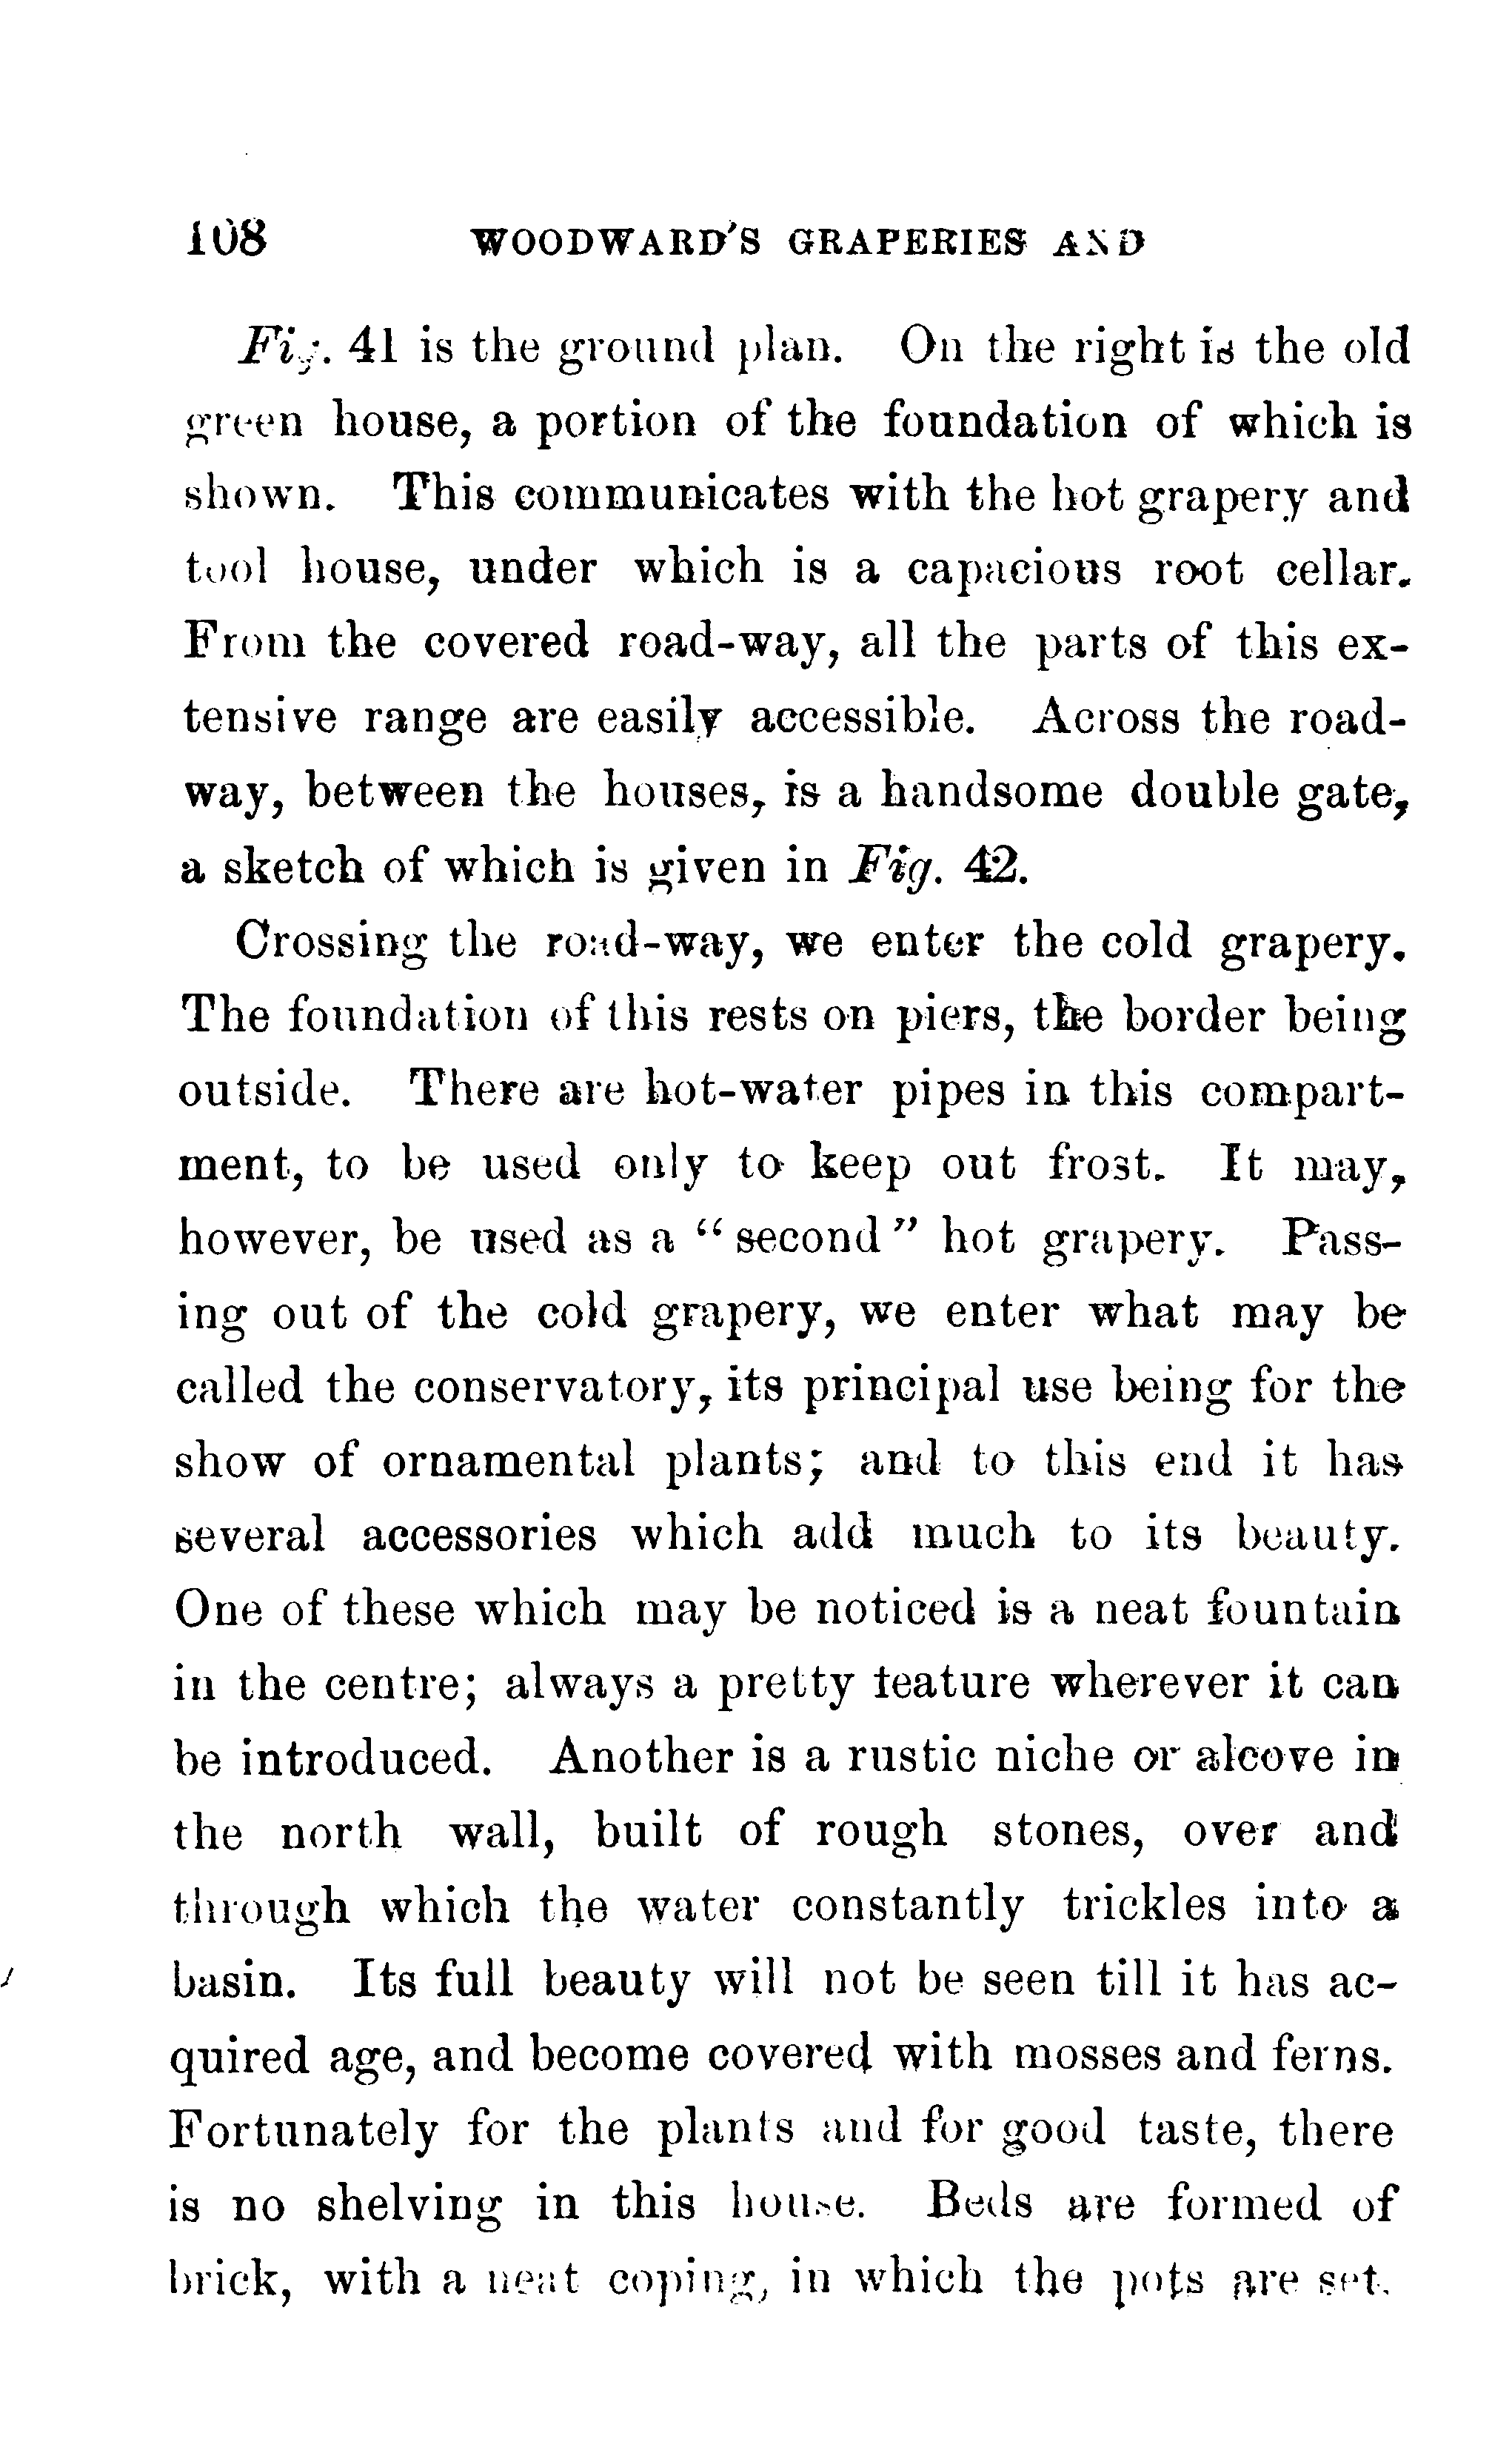 108 WOODWARD'S GRAPERIES AND
Fig. 41 is the ground plan. On the right is the old
green house, a portion of the foundation of which is
shown. This communicates with the hot grapery and
tool house, under which is a capacious root cellar.
From the covered road-way, all the parts of this ex-
tensive range are easily accessible. Across the road-
way, between the houses, is a handsome double gate,
a sketch of which is given in Fig. 42.
Crossing the road-way, we enter the cold grapery.
The foundation of this rests on piers, the border being
outside. There are hot-water pipes in this compart-
ment, to be used only to keep out frost. It may,
however, be used as a "second" hot grapery. Pass-
ing out of the cold grapery, we enter what may be
called the conservatory, its principal use being for the
show of ornamental plants; and to this end it has
several accessories which add much to its beauty.
One of these which may be noticed is a neat fountain
in the centre; always a pretty feature wherever it can
be introduced. Another is a rustic niche or alcove in
the north wall, built of rough stones, over and
through which the water constantly trickles into a
basin. Its full beauty will not be seen till it has ac-
quired age, and become covered with mosses and ferns.
Fortunately for the plants and for good taste, there
is no shelving in this house. Beds are formed of
brick, with a neat coping, in which the pots are set.